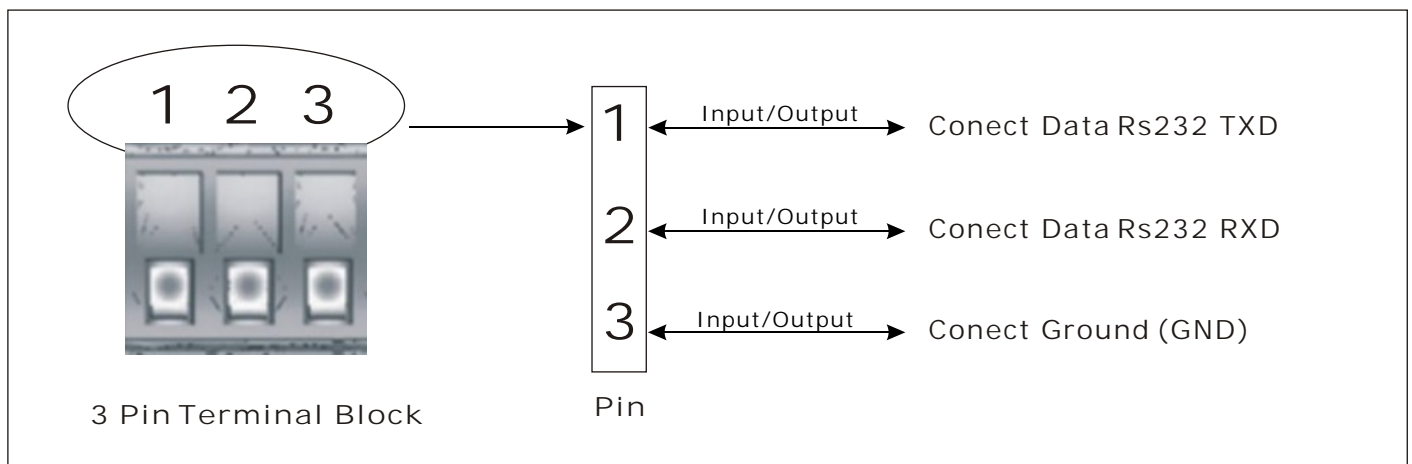 1 2 3
1 Input/Output Conect Data Rs232 TXD
2 Input/Output Conect Data Rs232 RXD
3 Input/Output Conect Ground (GND)
3 Pin Terminal Block
Pin